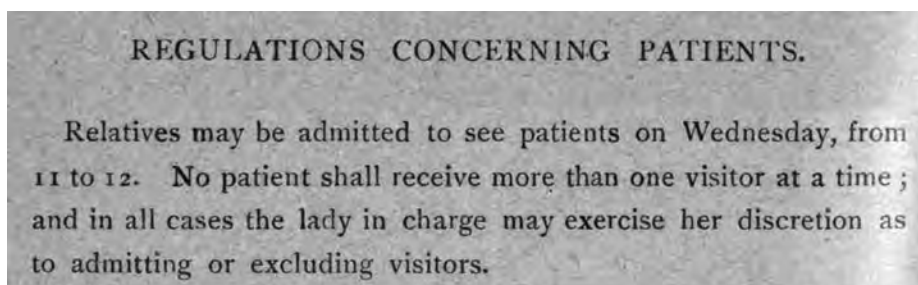 REGULATIONS CONCERNING PATIENTS.
Relatives may be admitted to see patients on Wednesday, from
11 to 12. No patient shall receive more than one visitor at a time ;
and in all cases the lady in charge may exercise her discretion as
to admitting or excluding visitors.